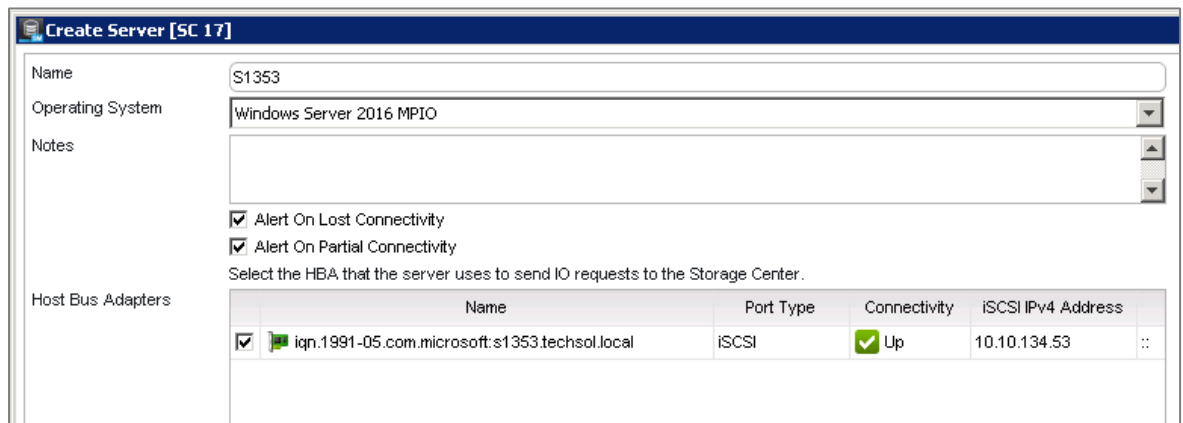 Create Server [SC 17]
Name S1353
Operating System Windows Server 2016 MPIO
Notes
Alert On Lost Connectivity
Alert On Partial Connectivity
Select the HBA that the server uses to send IO requests to the Storage Center.
Host Bus Adapters
Name Port Type Connectivity iSCSI IPv4 Address
iqn.1991-05.com.microsoft:s1353.techsol.local iSCSI Up 10.10.134.53 ::